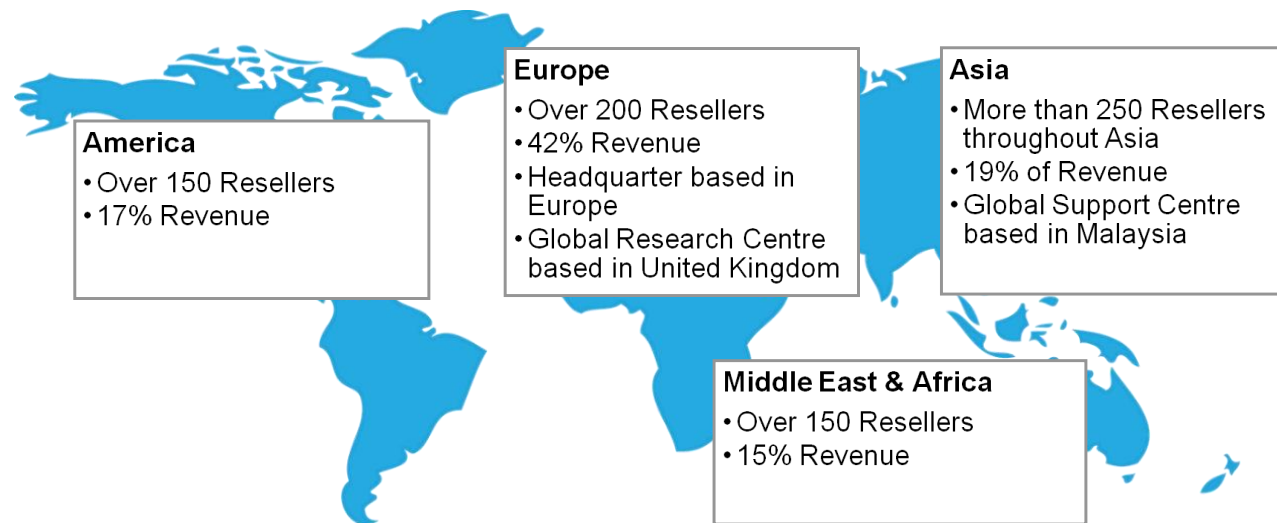 America
• Over 150 Resellers
• 17% Revenue
Europe
• Over 200 Resellers
• 42% Revenue
• Headquarter based in
Europe
• Global Research Centre
based in United Kingdom
Asia
• More than 250 Resellers
throughout Asia
• 19% of Revenue
• Global Support Centre
based in Malaysia
Middle East & Africa
• Over 150 Resellers
• 15% Revenue